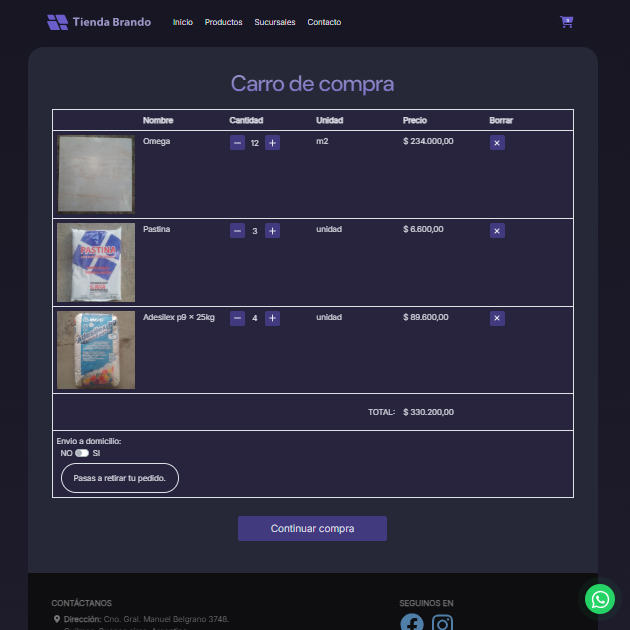 Tienda Brando Inicio Productos Sucursales Contacto
Carro de compra
Nombre Cantidad Unidad Precio Borrar
Omega − 12 + m2 $ 234.000,00 ×
Pastina − 3 + unidad $ 6.600,00 ×
PASTINA
Adesilex p9 × 25kg − 4 + unidad $ 89.600,00 ×
TOTAL: $ 330.200,00
Envio a domicilio:
NO SI
Pasas a retirar tu pedido.
Continuar compra
CONTÁCTANOS SEGUINOS EN
Dirección: Cno. Gral. Manuel Belgrano 3748.